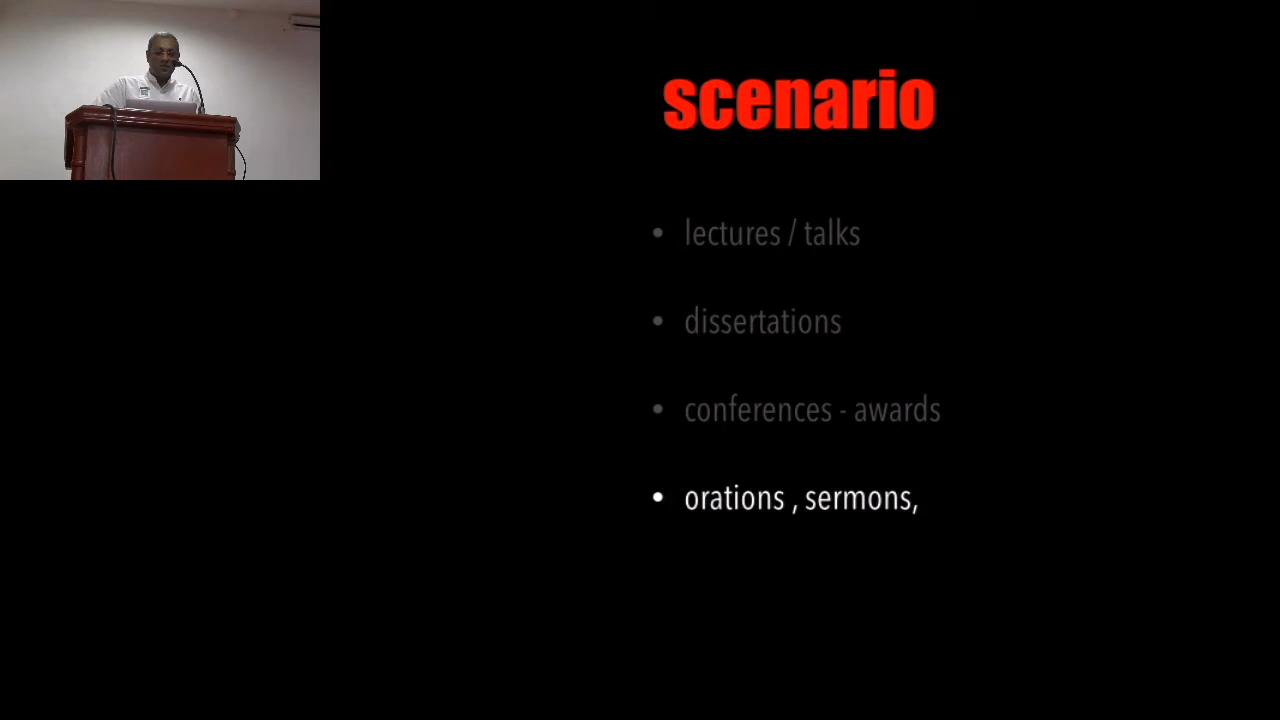 scenario
• lectures / talks
• dissertations
• conferences - awards
• orations , sermons,